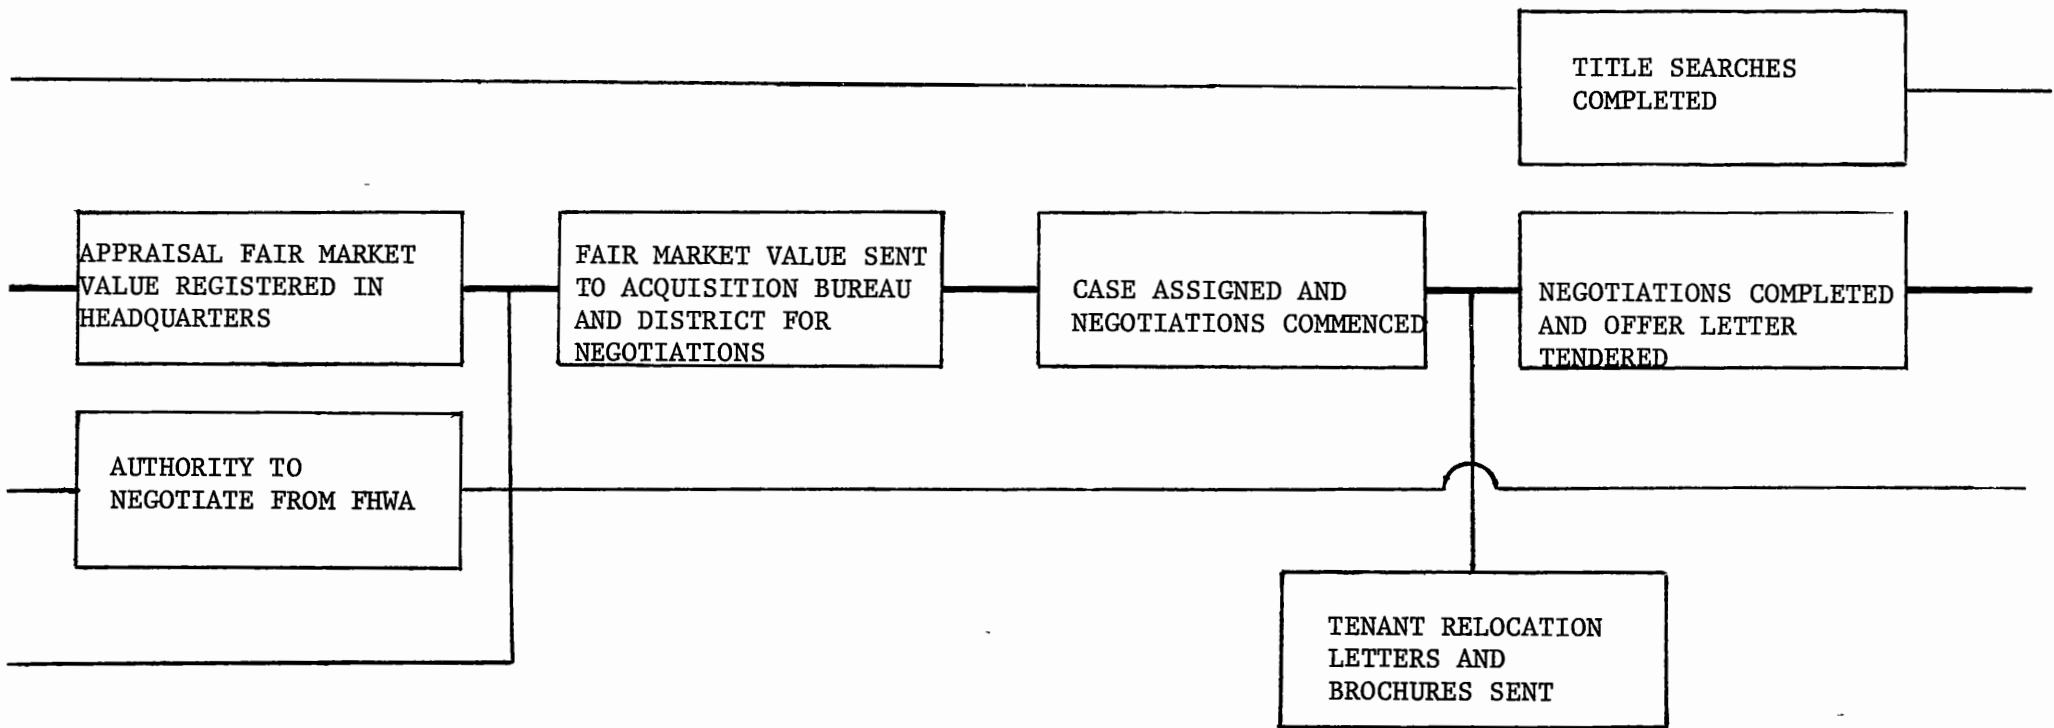 TITLE SEARCHES
COMPLETED
APPRAISAL FAIR MARKET
VALUE REGISTERED IN
HEADQUARTERS
FAIR MARKET VALUE SENT
TO ACQUISITION BUREAU
AND DISTRICT FOR
NEGOTIATIONS
CASE ASSIGNED AND
NEGOTIATIONS COMMENCED
NEGOTIATIONS COMPLETED
AND OFFER LETTER
TENDERED
AUTHORITY TO
NEGOTIATE FROM FHWA
TENANT RELOCATION
LETTERS AND
BROCHURES SENT